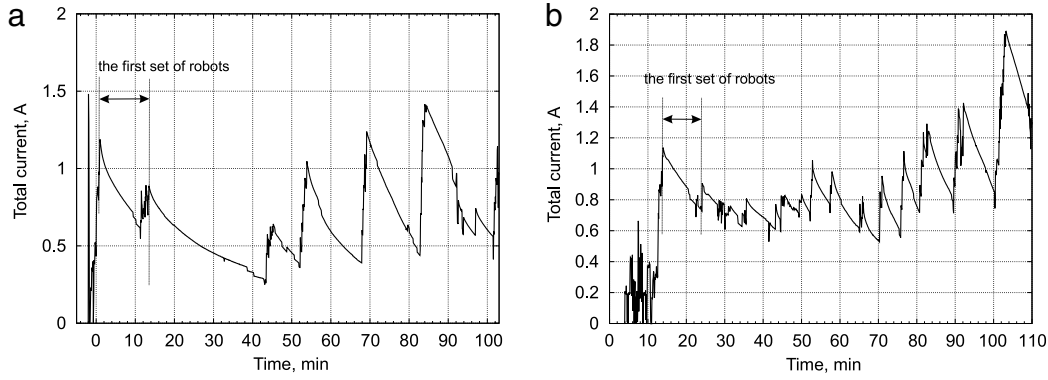 a
2
1.5
1
0.5
0
Total current, A
the first set of robots
0 10 20 30 40 50 60 70 80 90 100
Time, min
b
2
1.8
1.6
1.4
1.2
1
0.8
0.6
0.4
0.2
0
Total current, A
the first set of robots
0 10 20 30 40 50 60 70 80 90 100 110
Time, min